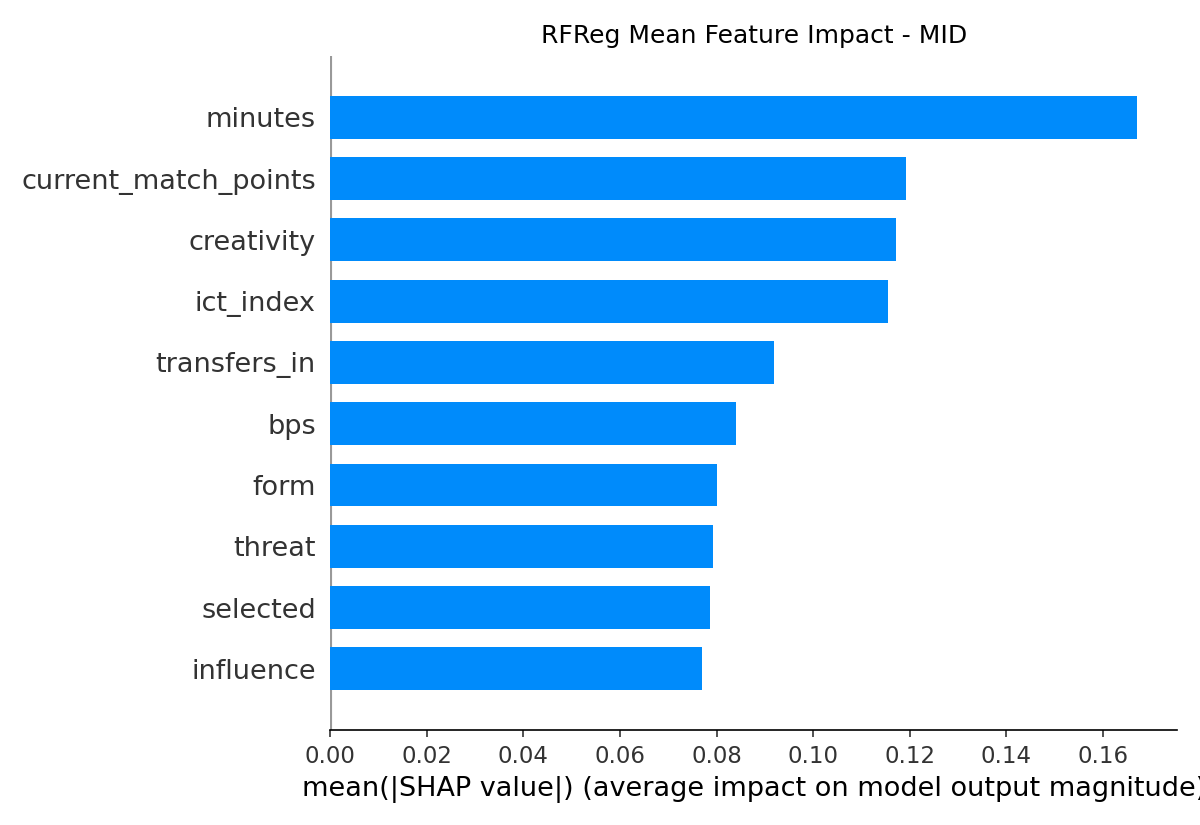 RFReg Mean Feature Impact - MID
minutes
current_match_points
creativity
ict_index
transfers_in
bps
form
threat
selected
influence
0.00 0.02 0.04 0.06 0.08 0.10 0.12 0.14 0.16
mean(|SHAP value|) (average impact on model output magnitude)